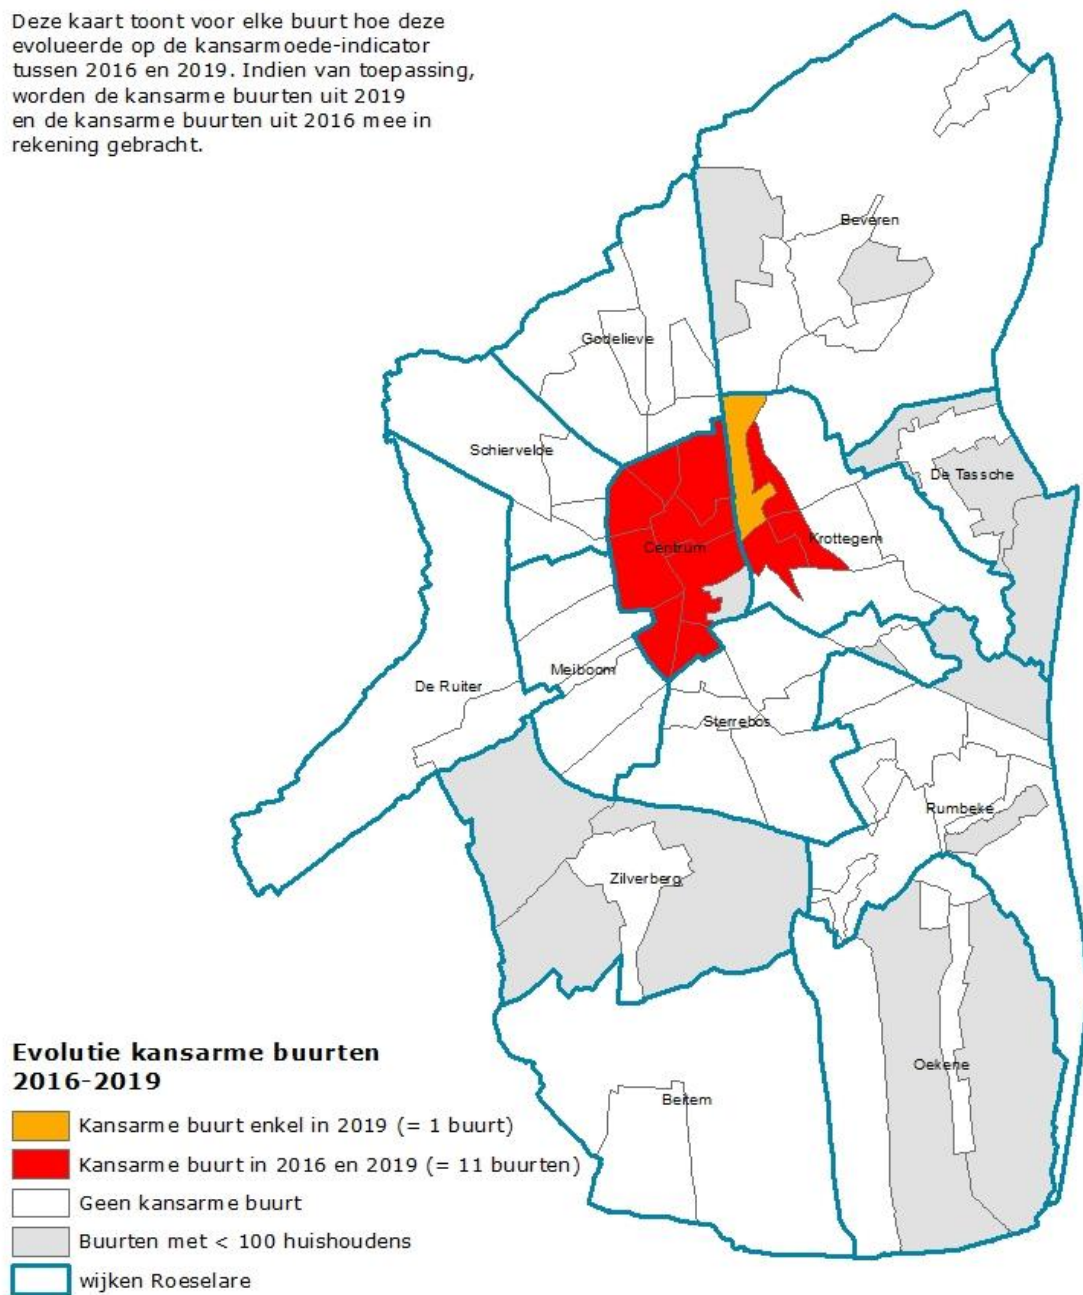 Deze kaart toont voor elke buurt hoe deze
evolueerde op de kansarmoede-indicator
tussen 2016 en 2019. Indien van toepassing,
worden de kansarme buurten uit 2019
en de kansarme buurten uit 2016 mee in
rekening gebracht.
Beveren
Godelieve
Schiervelde
De Tassche
Krottegem
Centrum
Meiboom
De Ruiter
Sterrebos
Rumbeke
Zilverberg
Oekene
Beitem
Evolutie kansarme buurten
2016-2019
Kansarme buurt enkel in 2019 (= 1 buurt)
Kansarme buurt in 2016 en 2019 (= 11 buurten)
Geen kansarme buurt
Buurten met < 100 huishoudens
wijken Roeselare